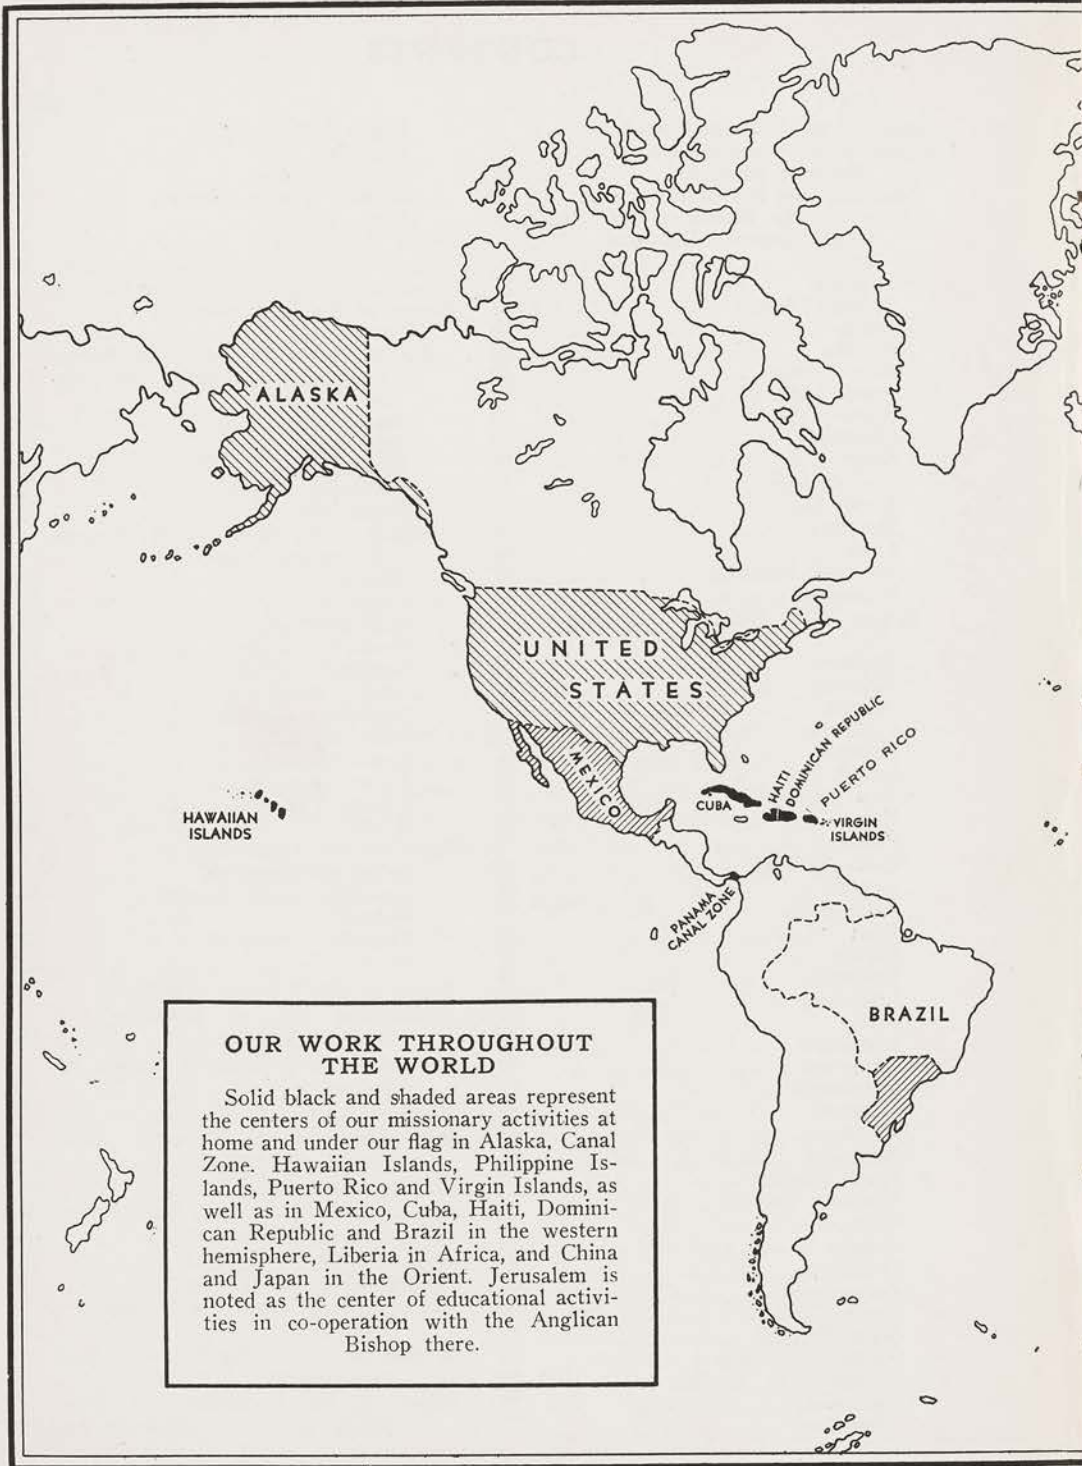 ALASKA
UNITED
STATES
MEXICO
HAWAIIAN
ISLANDS
CUBA
HAITI
DOMINICAN REPUBLIC
PUERTO RICO
VIRGIN
ISLANDS
PANAMA
CANAL ZONE
BRAZIL
OUR WORK THROUGHOUT
THE WORLD
Solid black and shaded areas represent
the centers of our missionary activities at
home and under our flag in Alaska, Canal
Zone. Hawaiian Islands, Philippine Is-
lands, Puerto Rico and Virgin Islands, as
well as in Mexico, Cuba, Haiti, Domini-
can Republic and Brazil in the western
hemisphere, Liberia in Africa, and China
and Japan in the Orient. Jerusalem is
noted as the center of educational activi-
ties in co-operation with the Anglican
Bishop there.